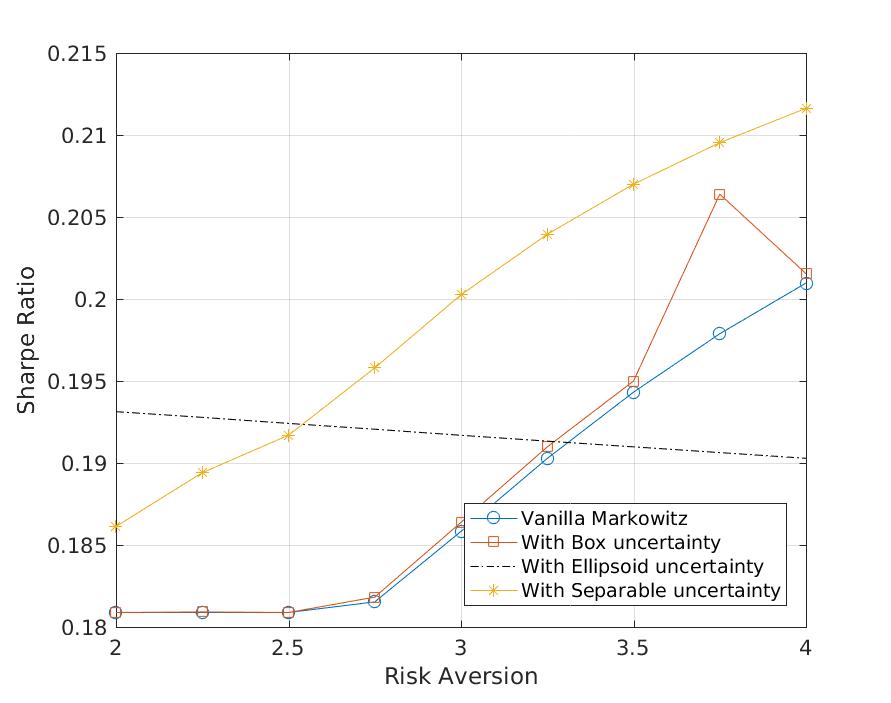 0.215
0.21
0.205
0.2
0.195
0.19
0.185
0.18
Sharpe Ratio
2
2.5
3
3.5
4
Risk Aversion
Vanilla Markowitz
With Box uncertainty
With Ellipsoid uncertainty
With Separable uncertainty